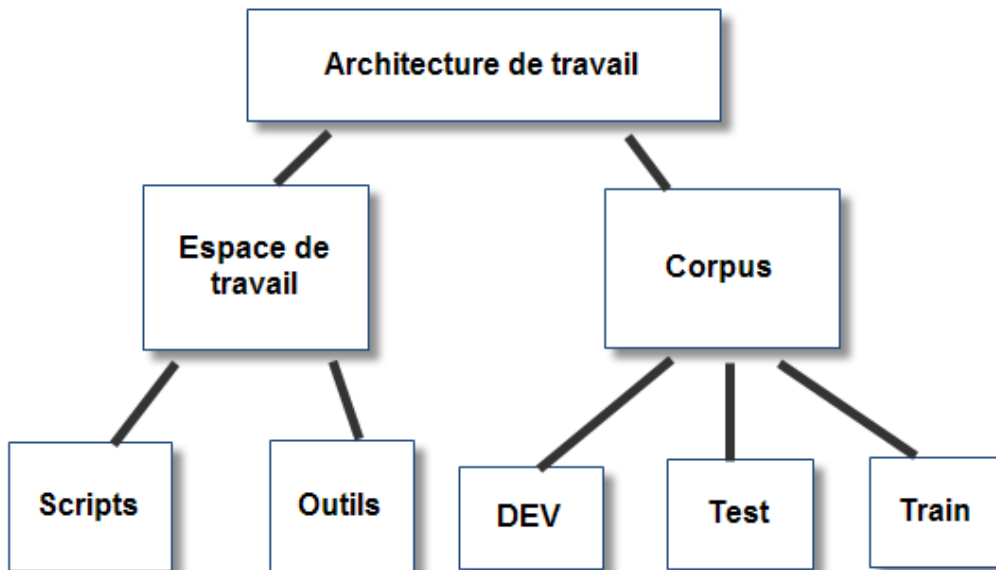 Architecture de travail
Espace de
travail
Corpus
Scripts
Outils
DEV
Test
Train